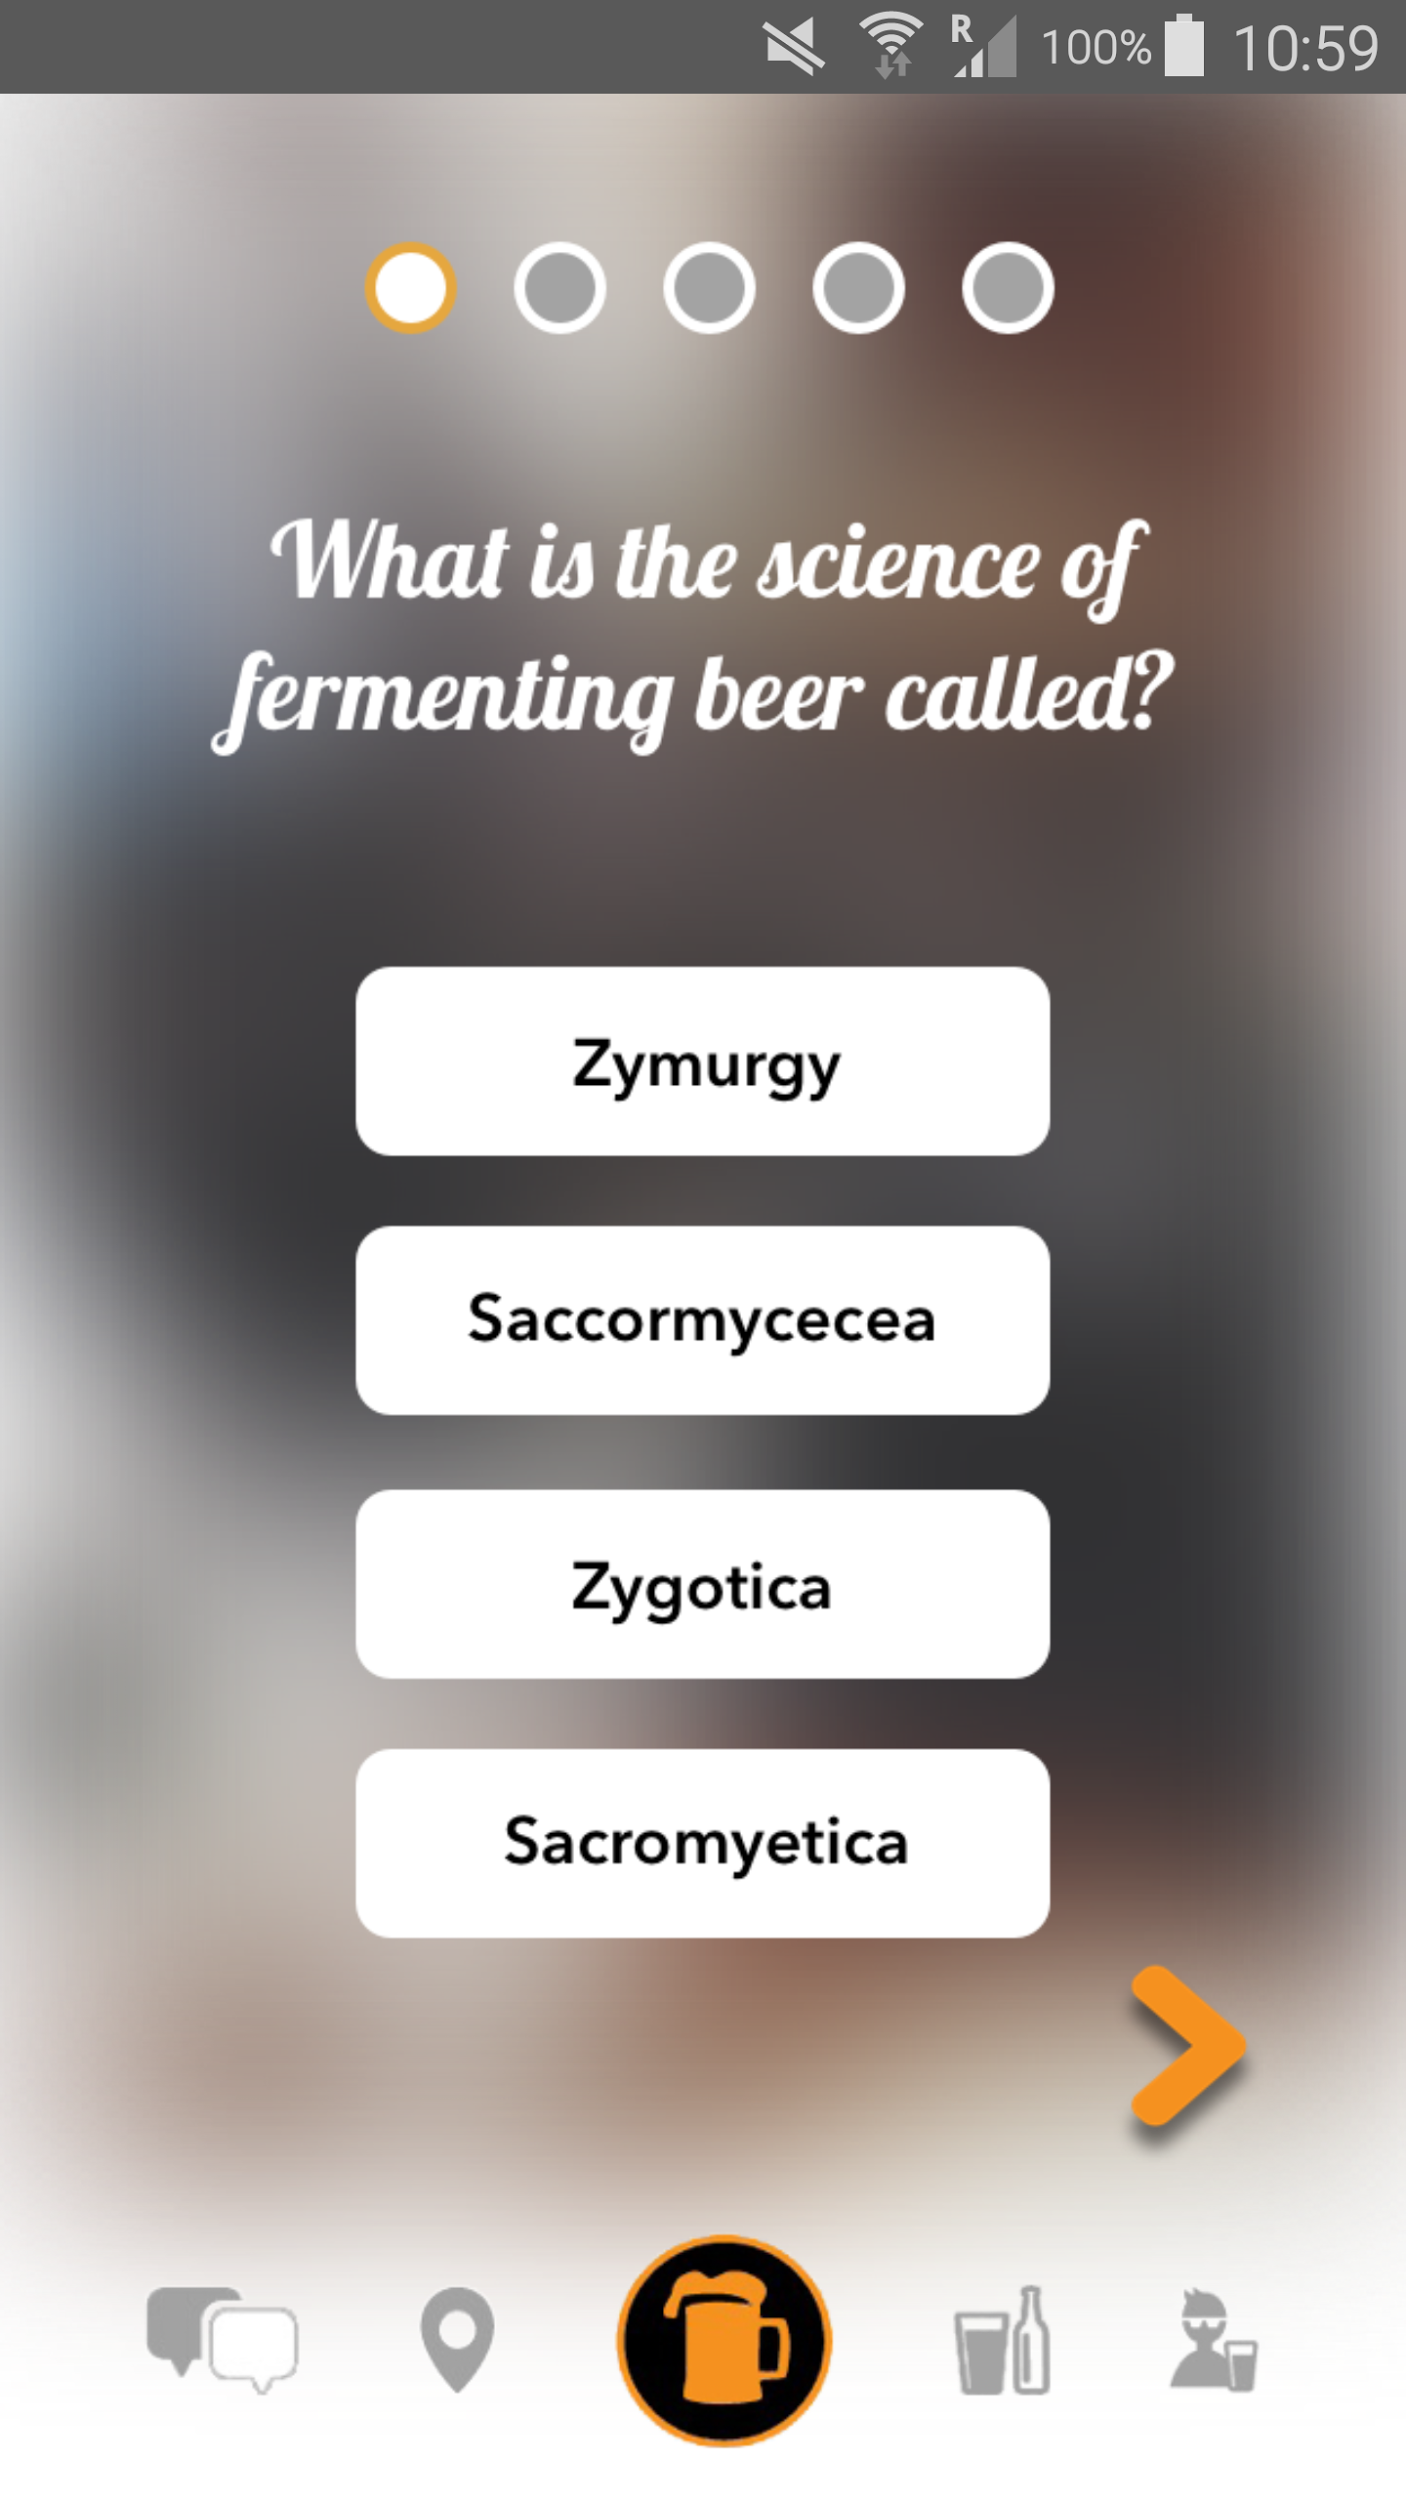 R 100% 10:59
What is the science of
fermenting beer called?
Zymurgy
Saccormycecea
Zygotica
Sacromyetica